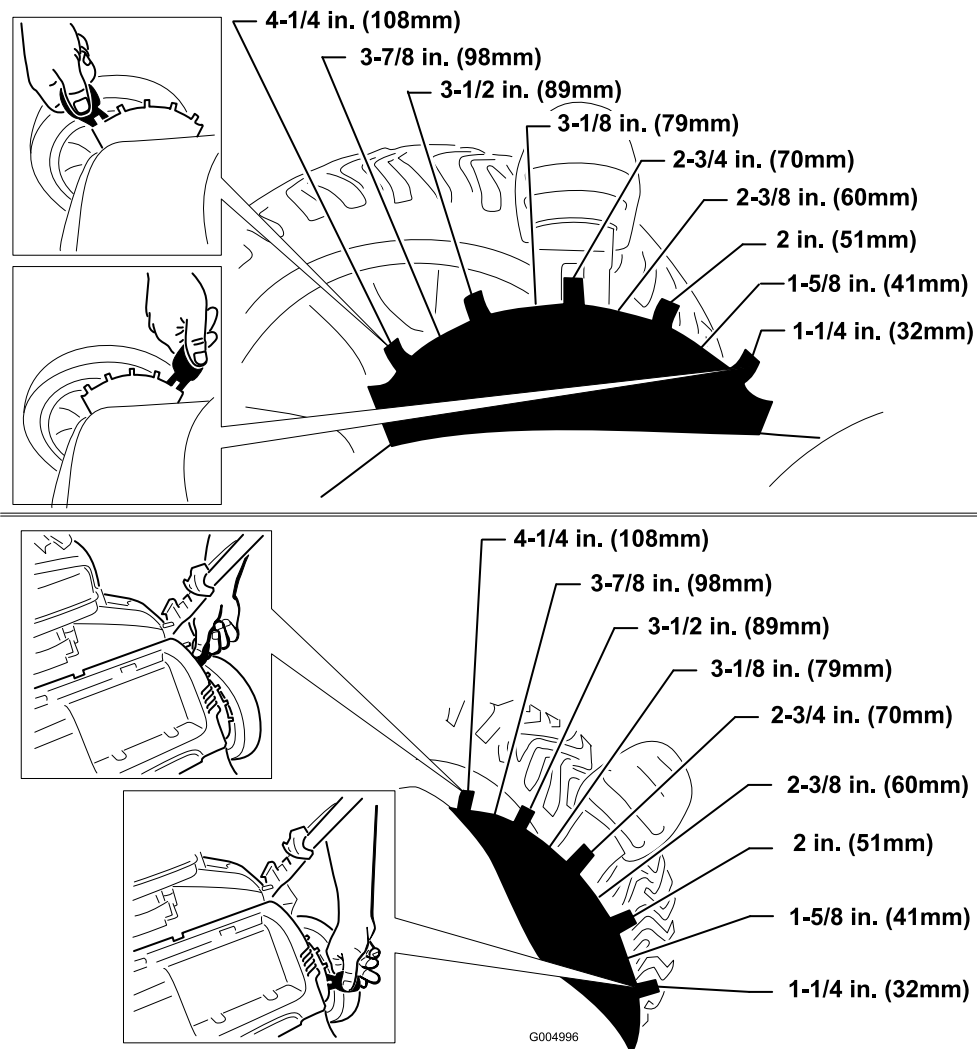 4-1/4 in. (108mm)
3-7/8 in. (98mm)
3-1/2 in. (89mm)
3-1/8 in. (79mm)
2-3/4 in. (70mm)
2-3/8 in. (60mm)
2 in. (51mm)
1-5/8 in. (41mm)
1-1/4 in. (32mm)
4-1/4 in. (108mm)
3-7/8 in. (98mm)
3-1/2 in. (89mm)
3-1/8 in. (79mm)
2-3/4 in. (70mm)
2-3/8 in. (60mm)
2 in. (51mm)
1-5/8 in. (41mm)
1-1/4 in. (32mm)
G004996